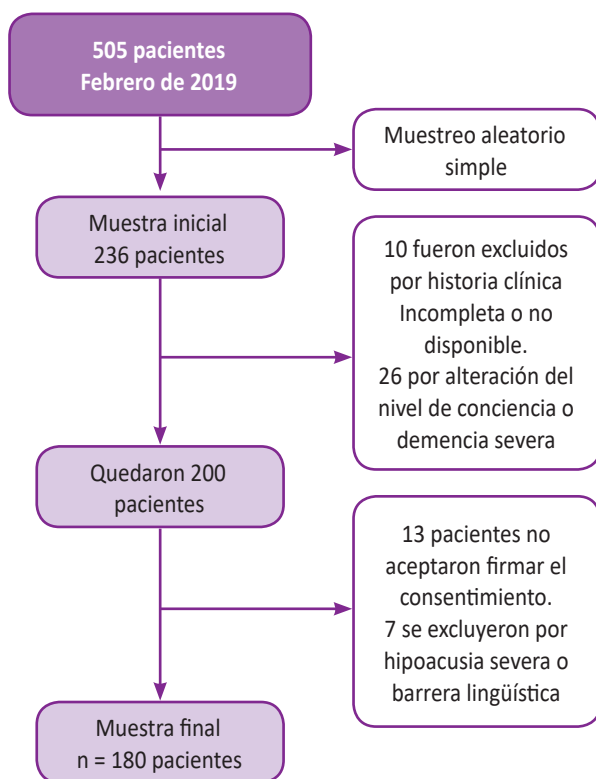 505 pacientes
Febrero de 2019
Muestreo aleatorio
simple
Muestra inicial
236 pacientes
10 fueron excluidos
por historia clínica
Incompleta o no
disponible.
26 por alteración del
nivel de conciencia o
demencia severa
Quedaron 200
pacientes
13 pacientes no
aceptaron firmar el
consentimiento.
7 se excluyeron por
hipoacusia severa o
barrera lingüística
Muestra final
n = 180 pacientes